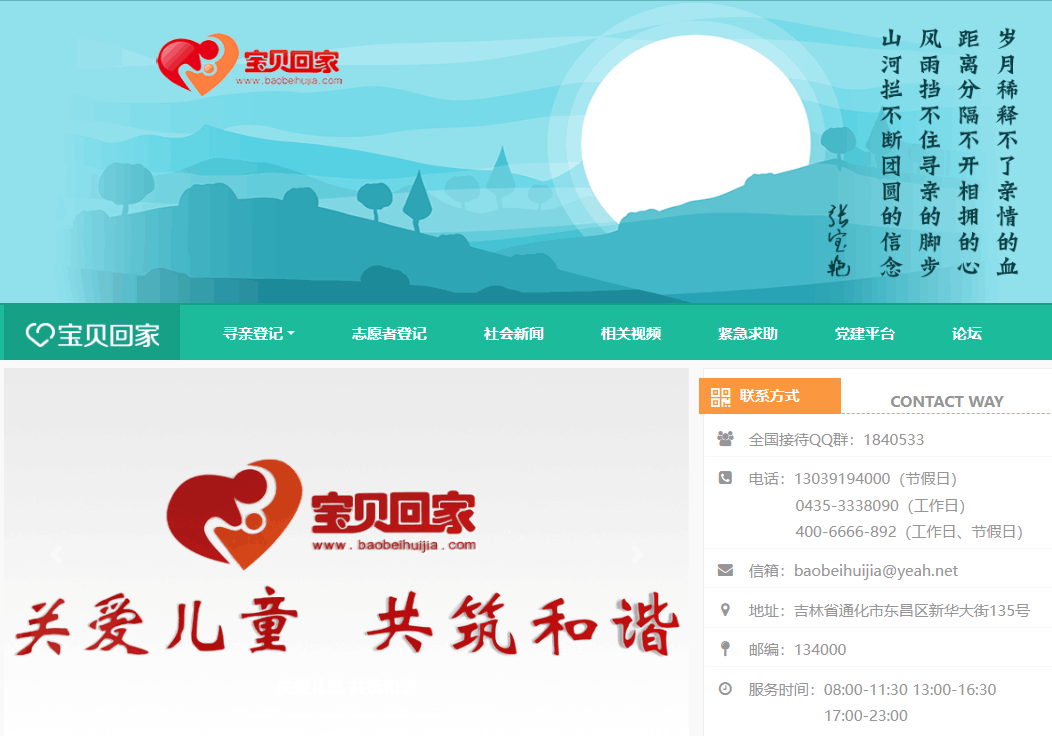 宝贝回家
www.baobeihuijia.com
岁月稀释不了亲情的血
距离分隔不开相拥的心
风雨挡不住寻亲的脚步
山河拦不断团圆的信念
张宝艳
宝贝回家
寻亲登记
志愿者登记
社会新闻
相关视频
紧急求助
党建平台
论坛
宝贝回家
www.baobeihuijia.com
关爱儿童 共筑和谐
联系方式
CONTACT WAY
全国接待QQ群：1840533
电话：13039194000（节假日）
0435-3338090（工作日）
400-6666-892（工作日、节假日）
信箱：baobeihuijia@yeah.net
地址：吉林省通化市东昌区新华大街135号
邮编：134000
服务时间：08:00-11:30 13:00-16:30
17:00-23:00